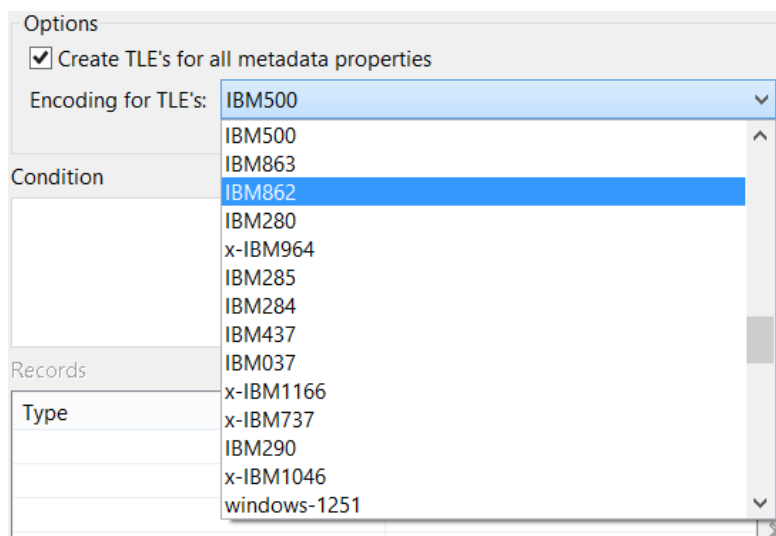 Options
Create TLE's for all metadata properties
Encoding for TLE's: IBM500
IBM500
IBM863
Condition
IBM862
IBM280
x-IBM964
IBM285
IBM284
IBM437
IBM037
Records
x-IBM1166
Type
x-IBM737
IBM290
x-IBM1046
windows-1251